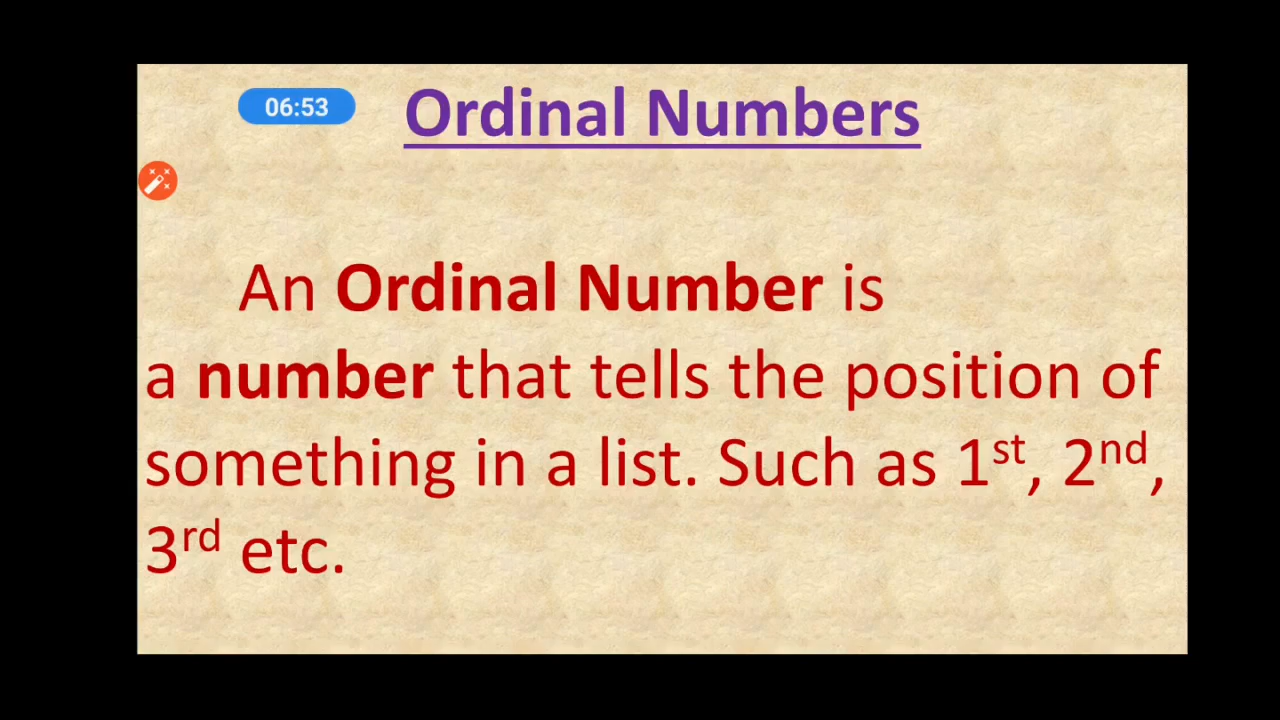 06:53
Ordinal Numbers
An Ordinal Number is
a number that tells the position of
something in a list. Such as 1st, 2nd,
3rd etc.